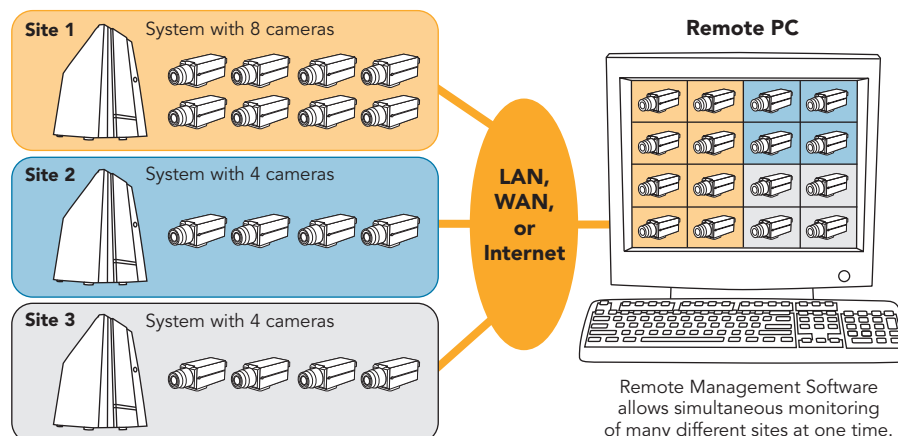 Site 1 System with 8 cameras
Site 2 System with 4 cameras
Site 3 System with 4 cameras
LAN,
WAN,
or
Internet
Remote PC
Remote Management Software
allows simultaneous monitoring
of many different sites at one time.